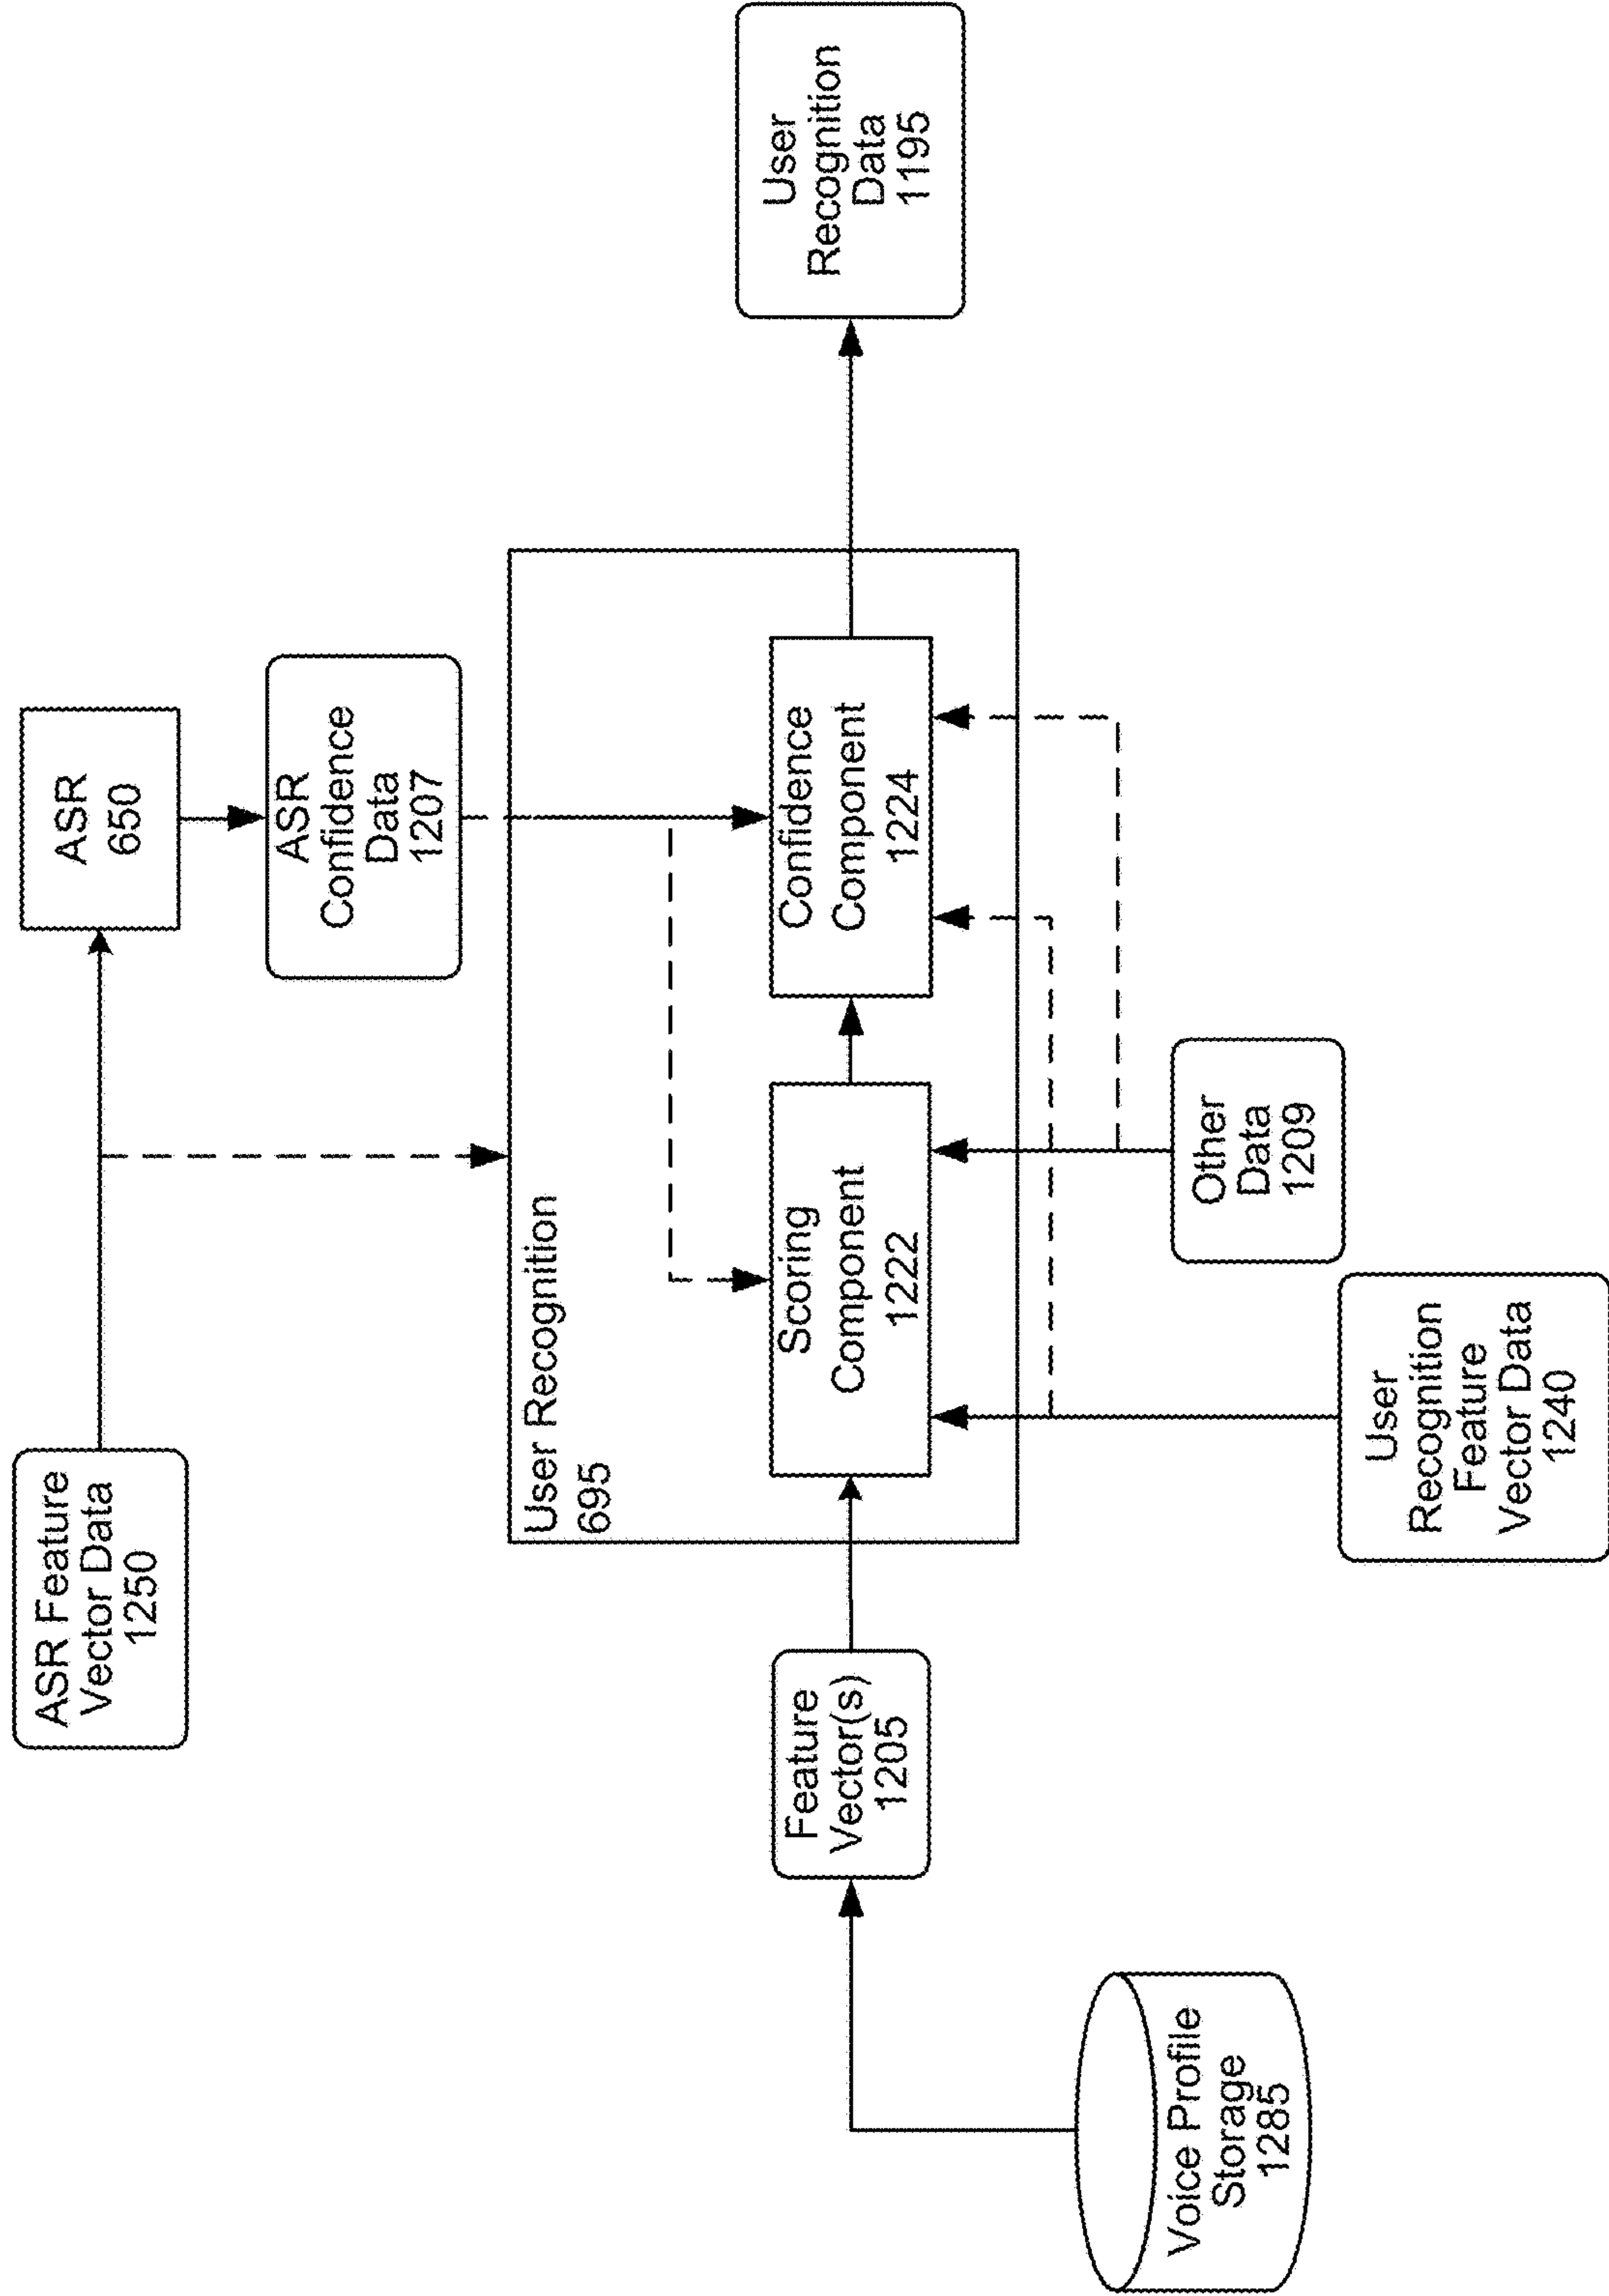 ASR Feature
Vector Data
1250
ASR
650
ASR
Confidence
Data
1207
User Recognition
695
Voice Profile
Storage
1285
Feature
Vector(s)
1205
Scoring
Component
1222
Confidence
Component
1224
User
Recognition
Data
1195
Other
Data
1209
User
Recognition
Feature
Vector Data
1240